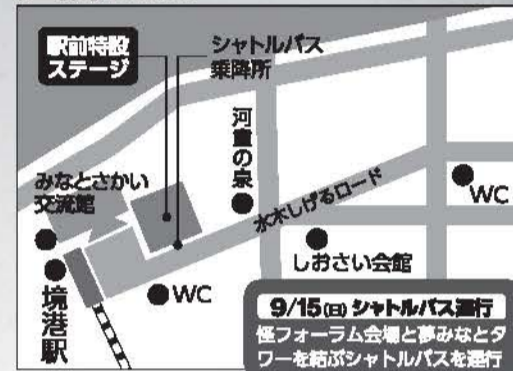 駅前特設
ステージ
シャトルバス
乗降所
河童の泉
みなとさかい
交流館
水木しげるロード
WC
しおさい会館
WC
境港駅
9/15(日) シャトルバス運行
怪フォーラム会場と夢みなとタ
ワーを結ぶシャトルバスを運行